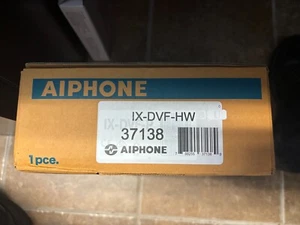 AIPHONE
IX-DVF-HW
37138
AIPHONE
1pce.